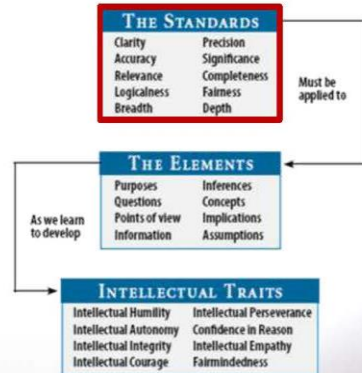 THE STANDARDS
Clarity Precision
Accuracy Significance
Relevance Completeness
Logicalness Fairness
Breadth Depth
Must be
applied to
THE ELEMENTS
Purposes Inferences
Questions Concepts
Points of view Implications
Information Assumptions
As we learn
to develop
INTELLECTUAL TRAITS
Intellectual Humility Intellectual Perseverance
Intellectual Autonomy Confidence in Reason
Intellectual Integrity Intellectual Empathy
Intellectual Courage Fairmindedness